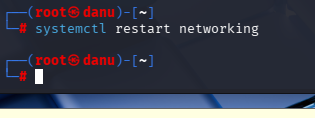 ┌──(root㉿danu)-[~]
└─# systemctl restart networking
┌──(root㉿danu)-[~]
└─#